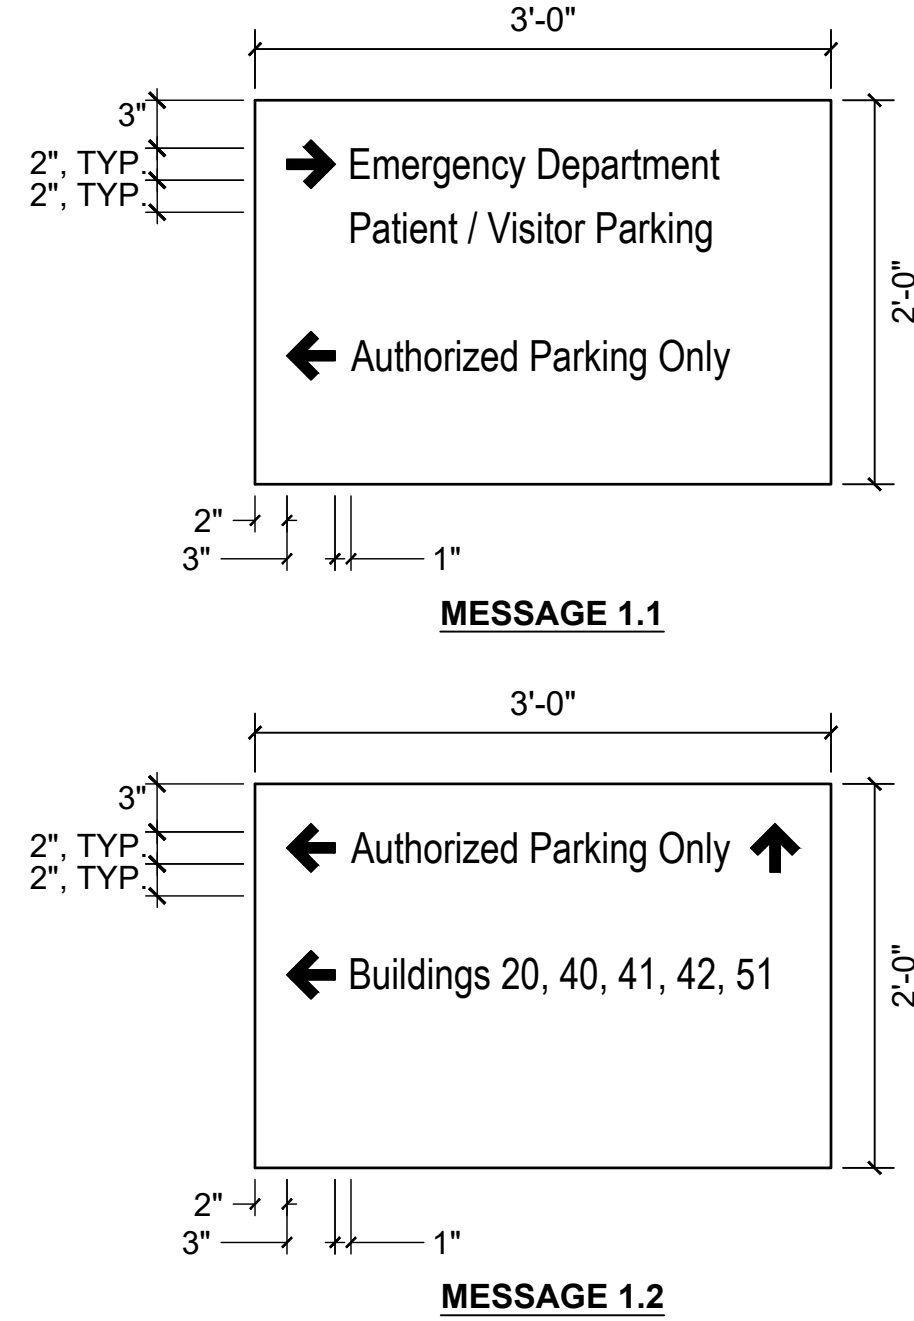 3'-0"
3"
2", TYP.
2", TYP.
Emergency Department
Patient / Visitor Parking
Authorized Parking Only
2'-0"
2"
3"
1"
MESSAGE 1.1
3'-0"
3"
2", TYP.
2", TYP.
Authorized Parking Only
Buildings 20, 40, 41, 42, 51
2'-0"
2"
3"
1"
MESSAGE 1.2